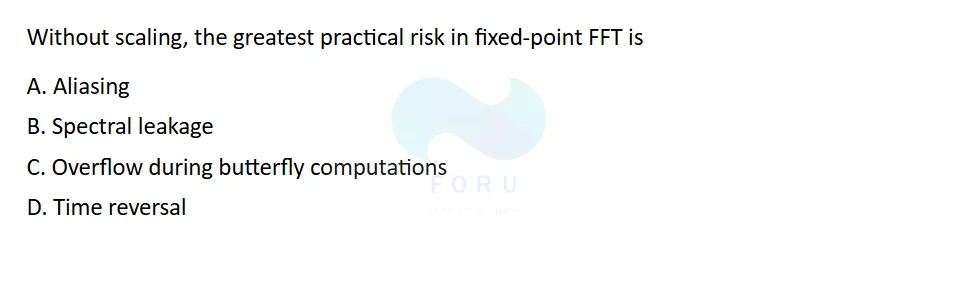 Without scaling, the greatest practical risk in fixed-point FFT is
A. Aliasing
B. Spectral leakage
C. Overflow during butterfly computations
FORU
D. Time reversal